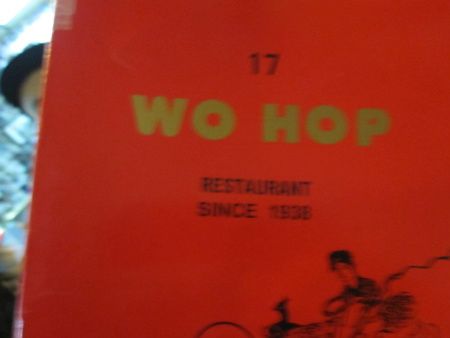 17
WO HOP
RESTAURANT
SINCE 1938